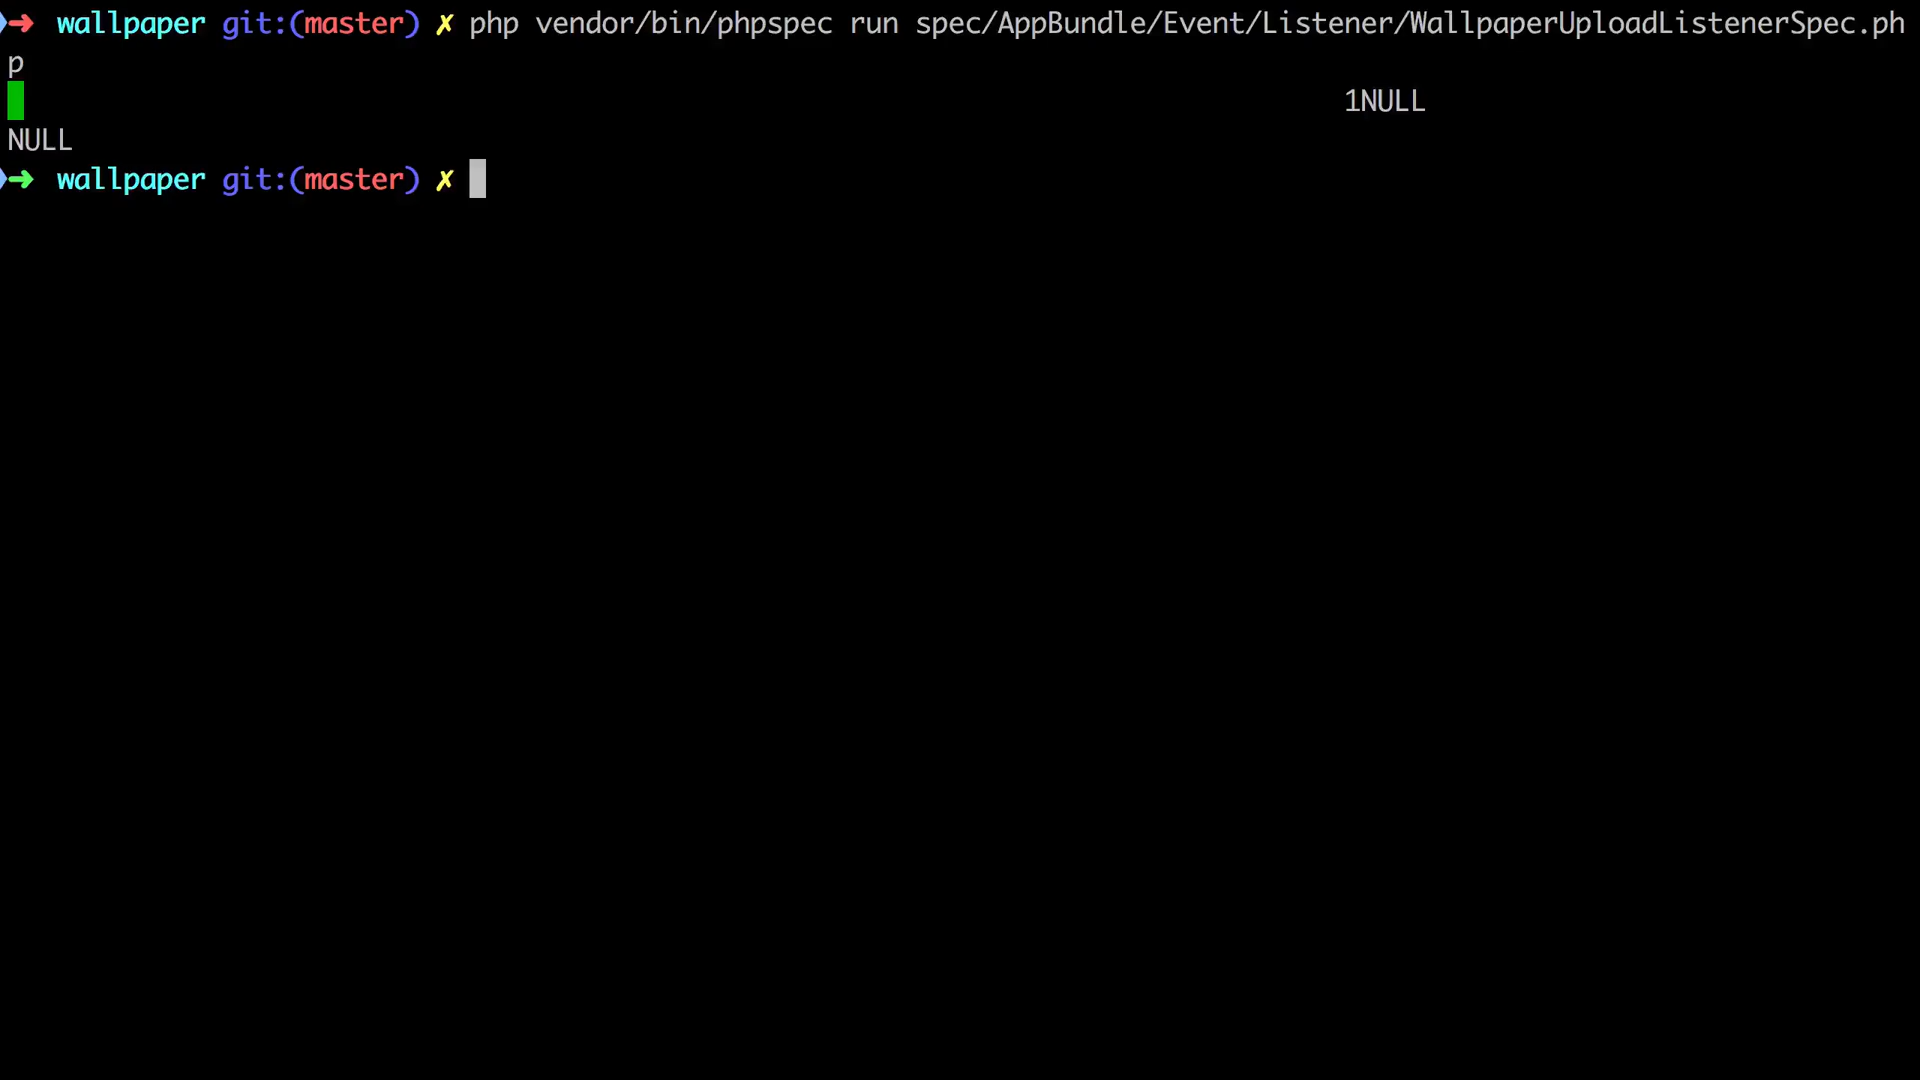 ➜ wallpaper git:(master) ✗ php vendor/bin/phpspec run spec/AppBundle/Event/Listener/WallpaperUploadListenerSpec.ph
p
1NULL
NULL
➜ wallpaper git:(master) ✗